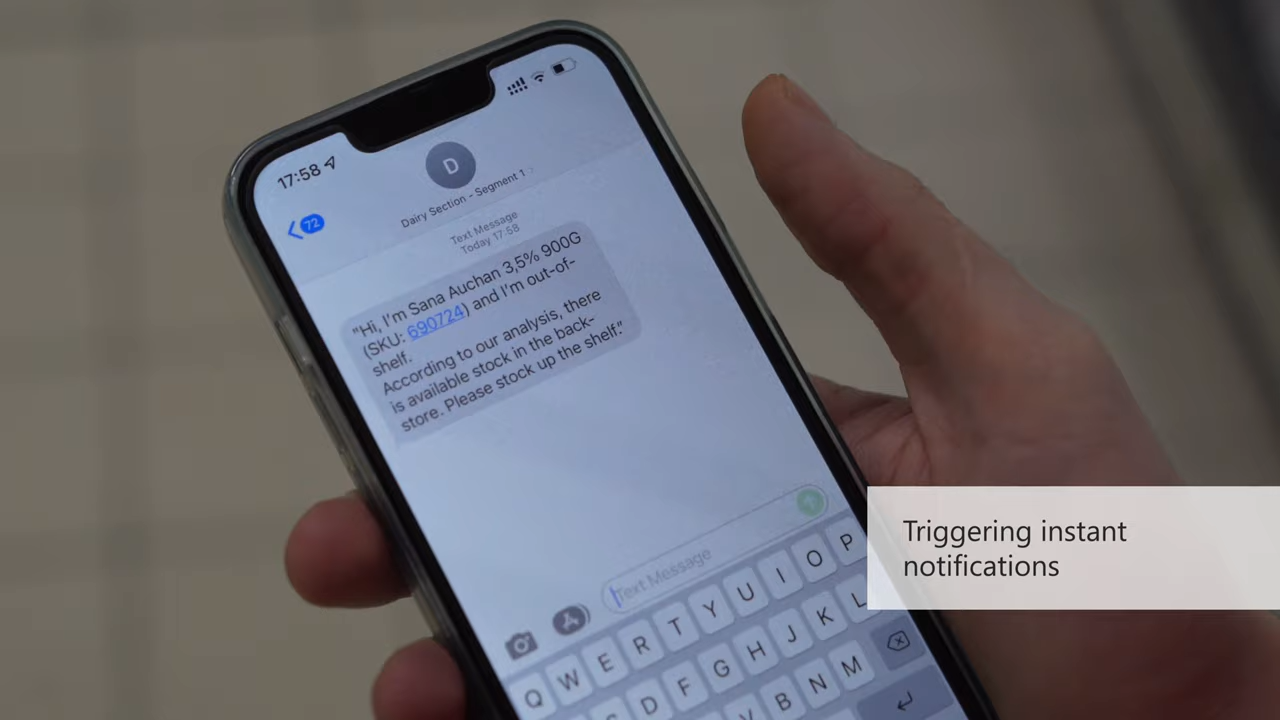 17:58
72
D
Dairy Section - Segment 1
Text Message
Today 17:58
"Hi, I'm Sana Auchan 3,5% 900G
(SKU: 690724) and I'm out-of-
shelf.
According to our analysis, there
is available stock in the back-
store. Please stock up the shelf."
Text Message
Q W E R T Y U I O P
D F G H J K L
V B N M
Triggering instant
notifications